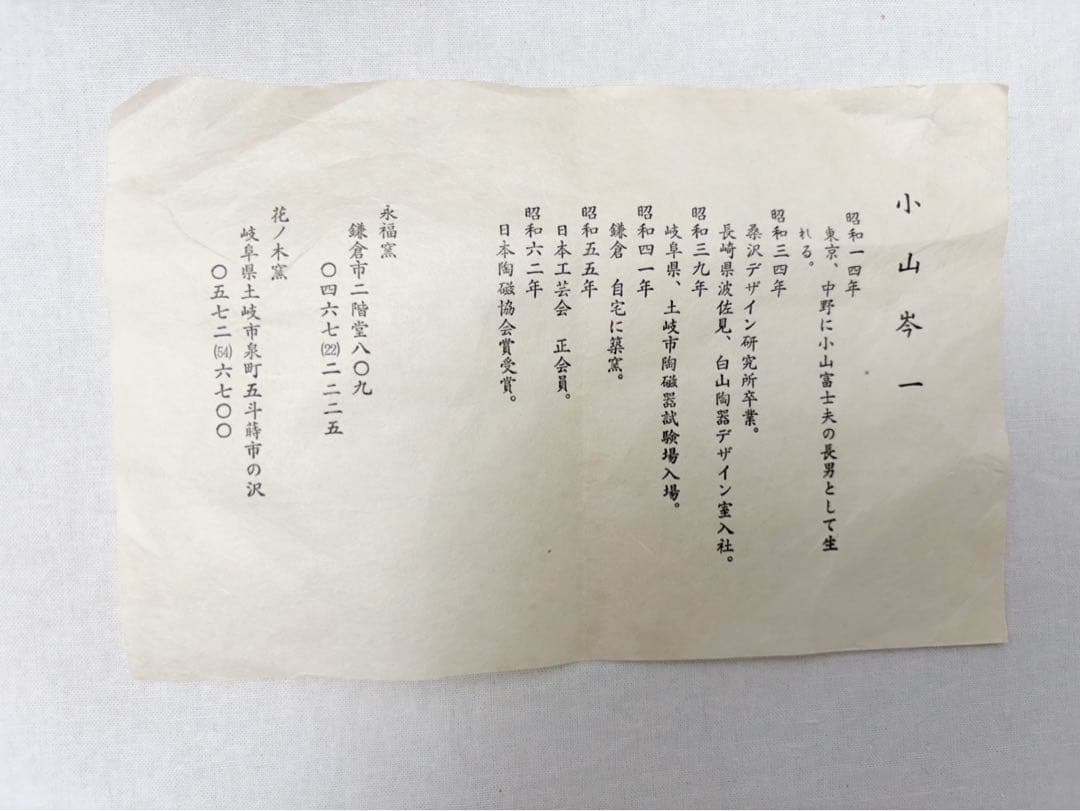 小山岑一
昭和一四年
東京、中野に小山富士夫の長男として生
れる。
昭和三四年
桑沢デザイン研究所卒業。
長崎県波佐見、白山陶器デザイン室入社。
昭和三九年
岐阜県、土岐市陶磁器試験場入場。
昭和四一年
鎌倉 自宅に築窯。
昭和五五年
日本工芸会 正会員。
昭和六二年
日本陶磁協会賞受賞。
永福窯
鎌倉市二階堂八〇九
〇四六七(22)二二二五
花ノ木窯
岐阜県土岐市泉町五斗蒔市の沢
〇五七二(54)六七〇〇